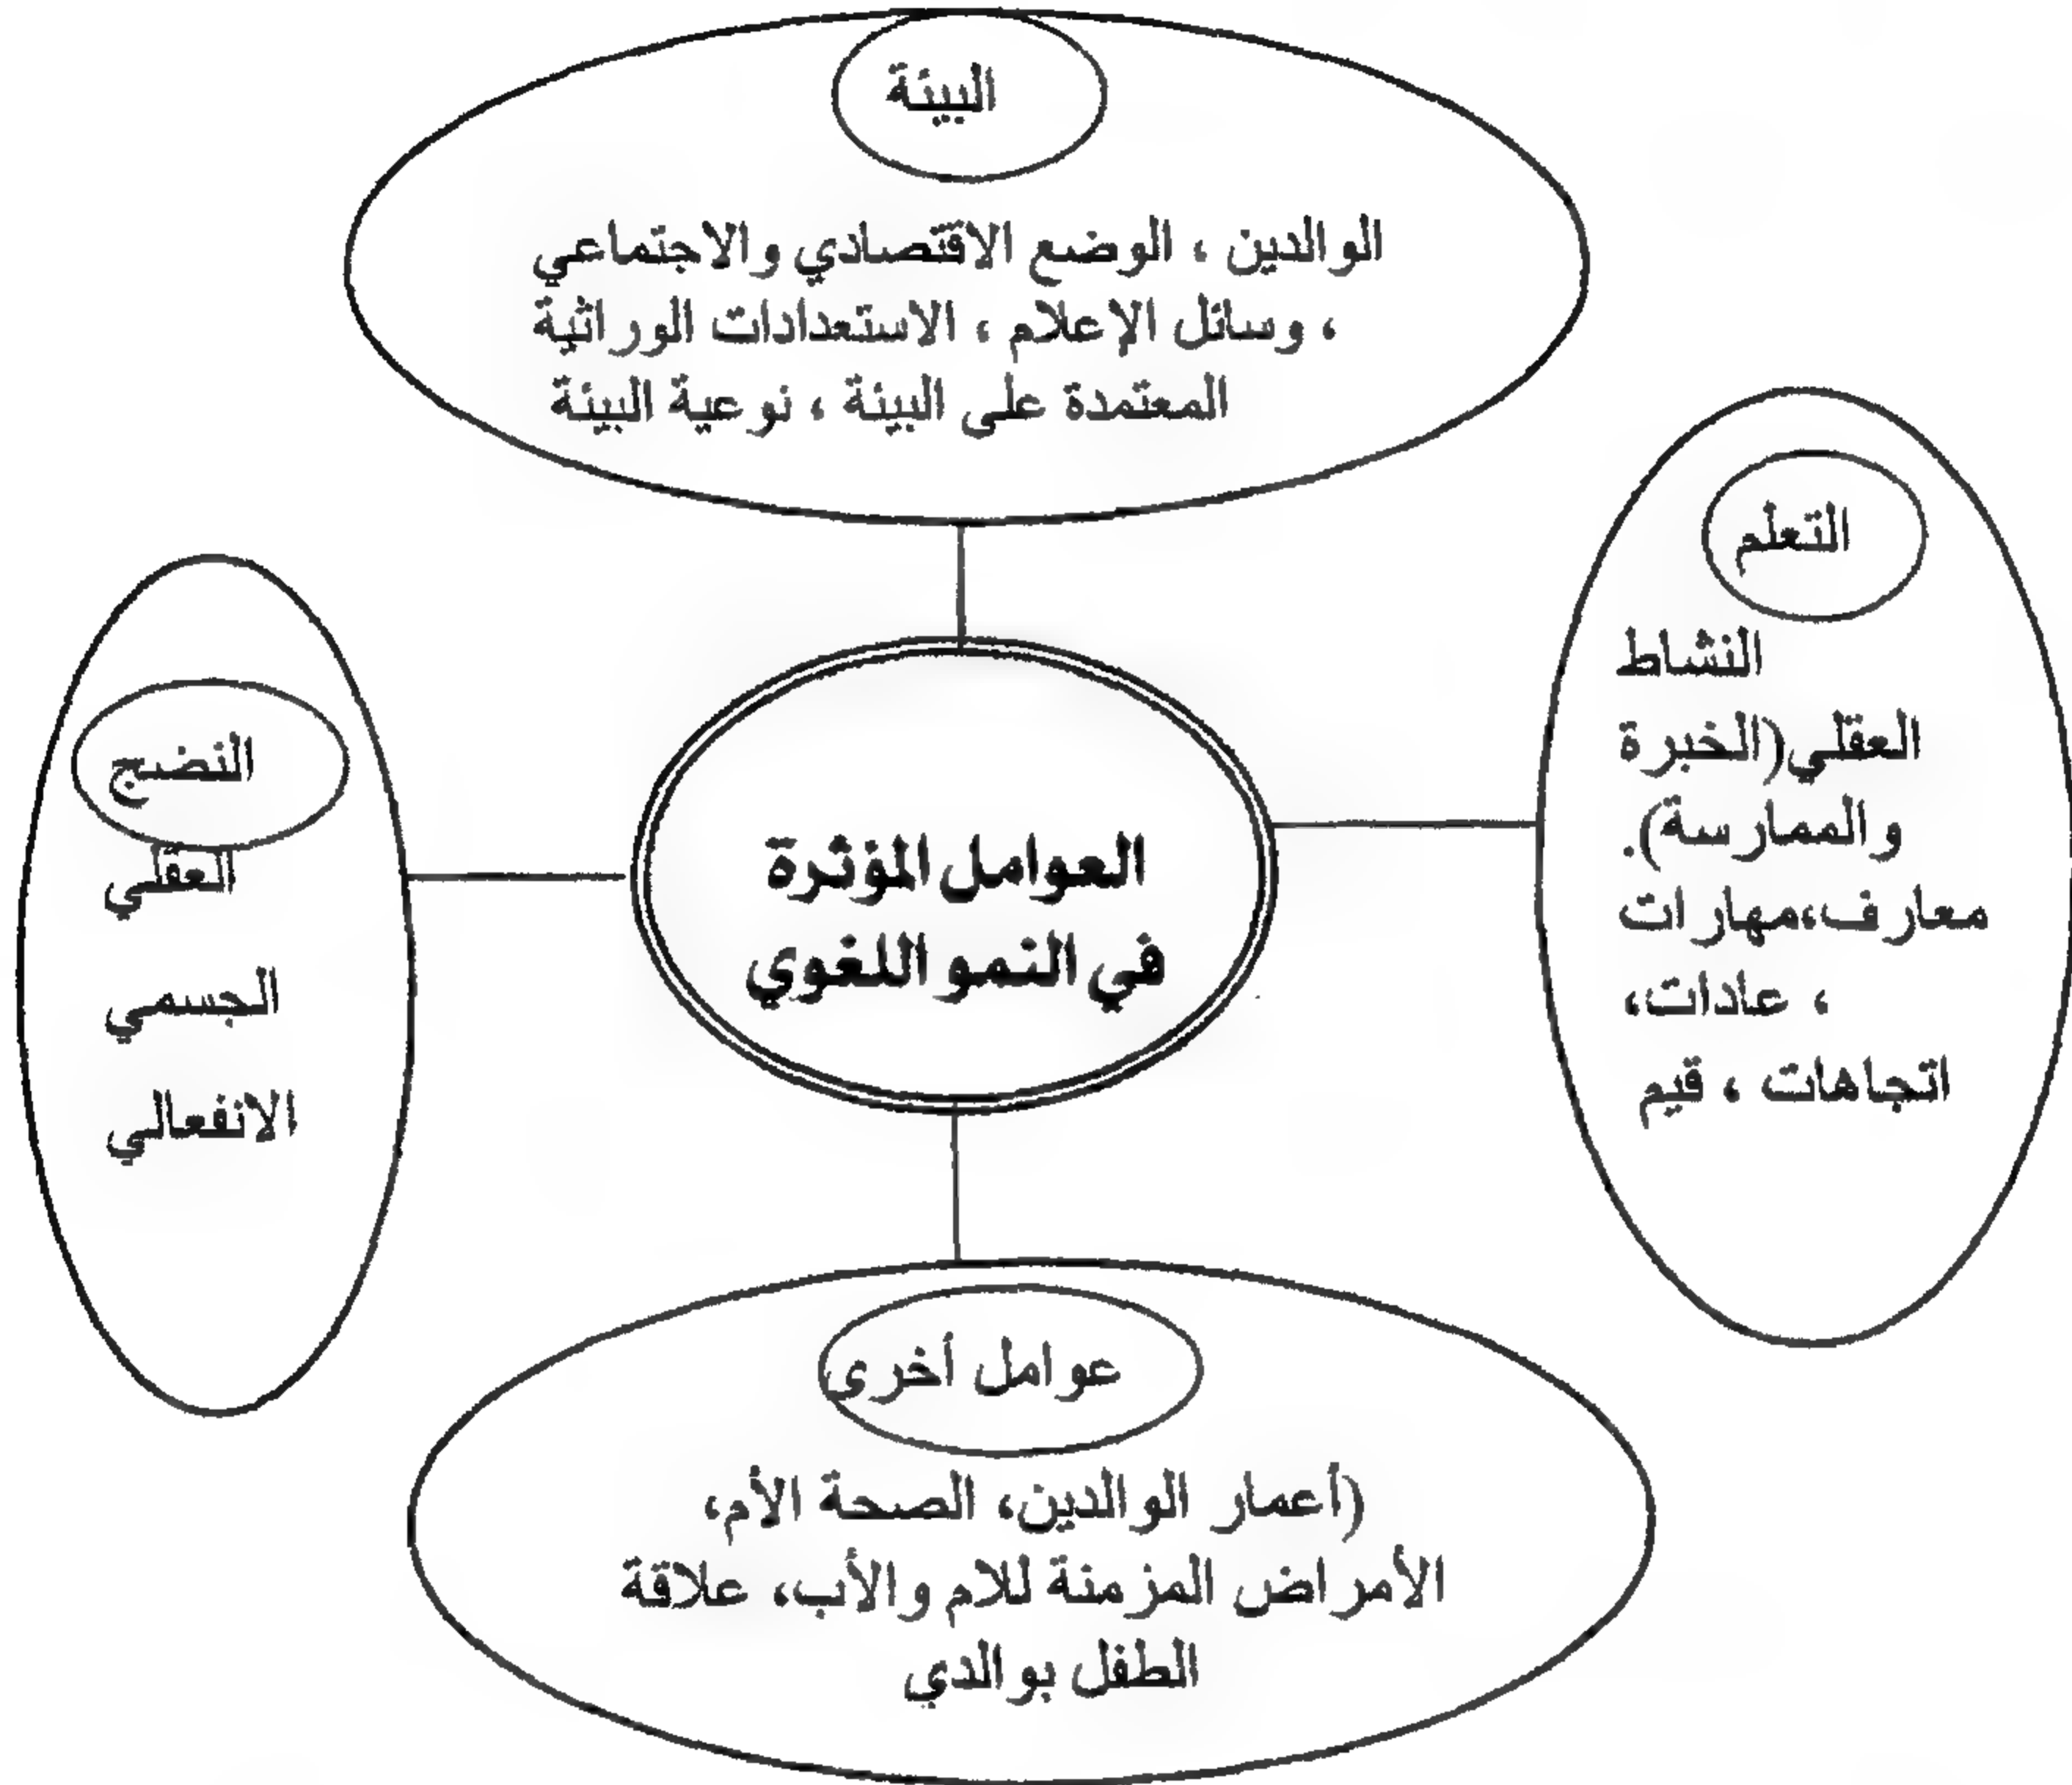 البيئة
الوالدين ، الوضع الاقتصادي والاجتماعي
، وسائل الإعلام ، الاستعدادات الوراثية
المعتمدة على البيئة ، نوعية البيئة
التعلم
النشاط
العقلي(الخبرة
والممارسة).
معارف،مهارات
، عادات،
اتجاهات ، قيم
العوامل المؤثرة
في النمو اللغوي
النضج
العقلي
الجسمي
الانفعالي
عوامل أخرى
(أعمار الوالدين، الصحة الأم،
الأمراض المزمنة للام والأب، علاقة
الطفل بوالدي